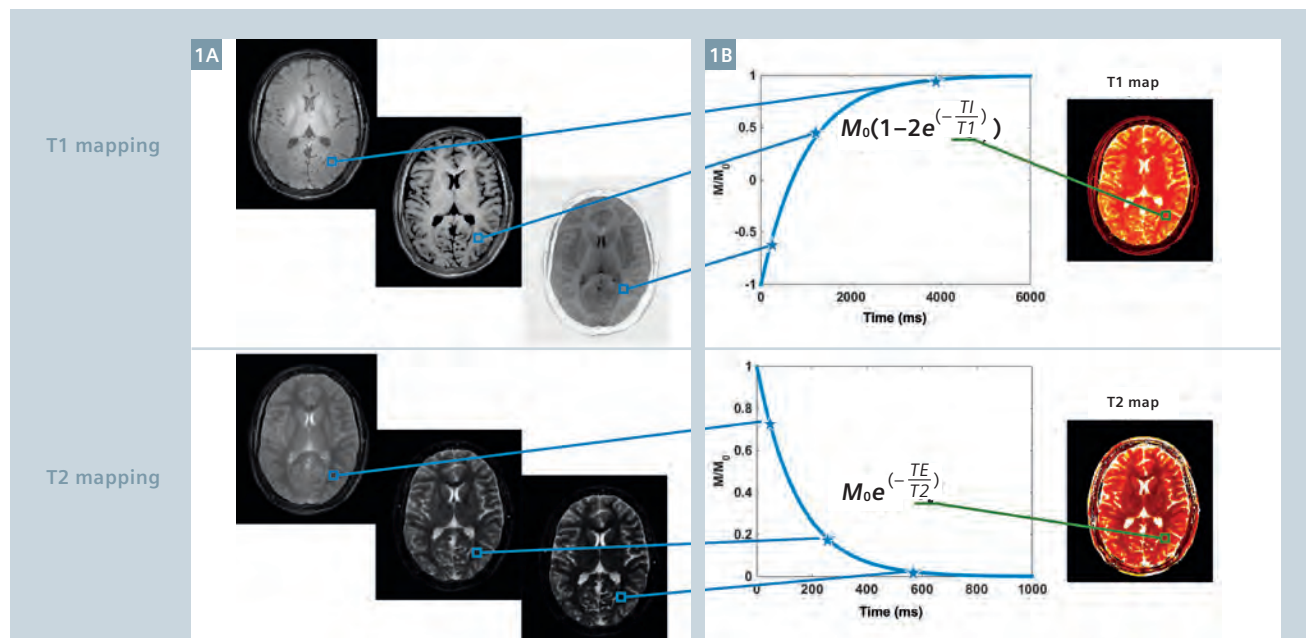 1A
1B
T1 mapping
1
0.5
0
-0.5
-1
M/M₀
0
2000
4000
6000
Time (ms)
M₀(1−2e^(−TI/T1))
T1 map
T2 mapping
1
0.8
0.6
0.4
0.2
0
M/M₀
0
200
400
600
800
1000
Time (ms)
M₀e^(−TE/T2)
T2 map